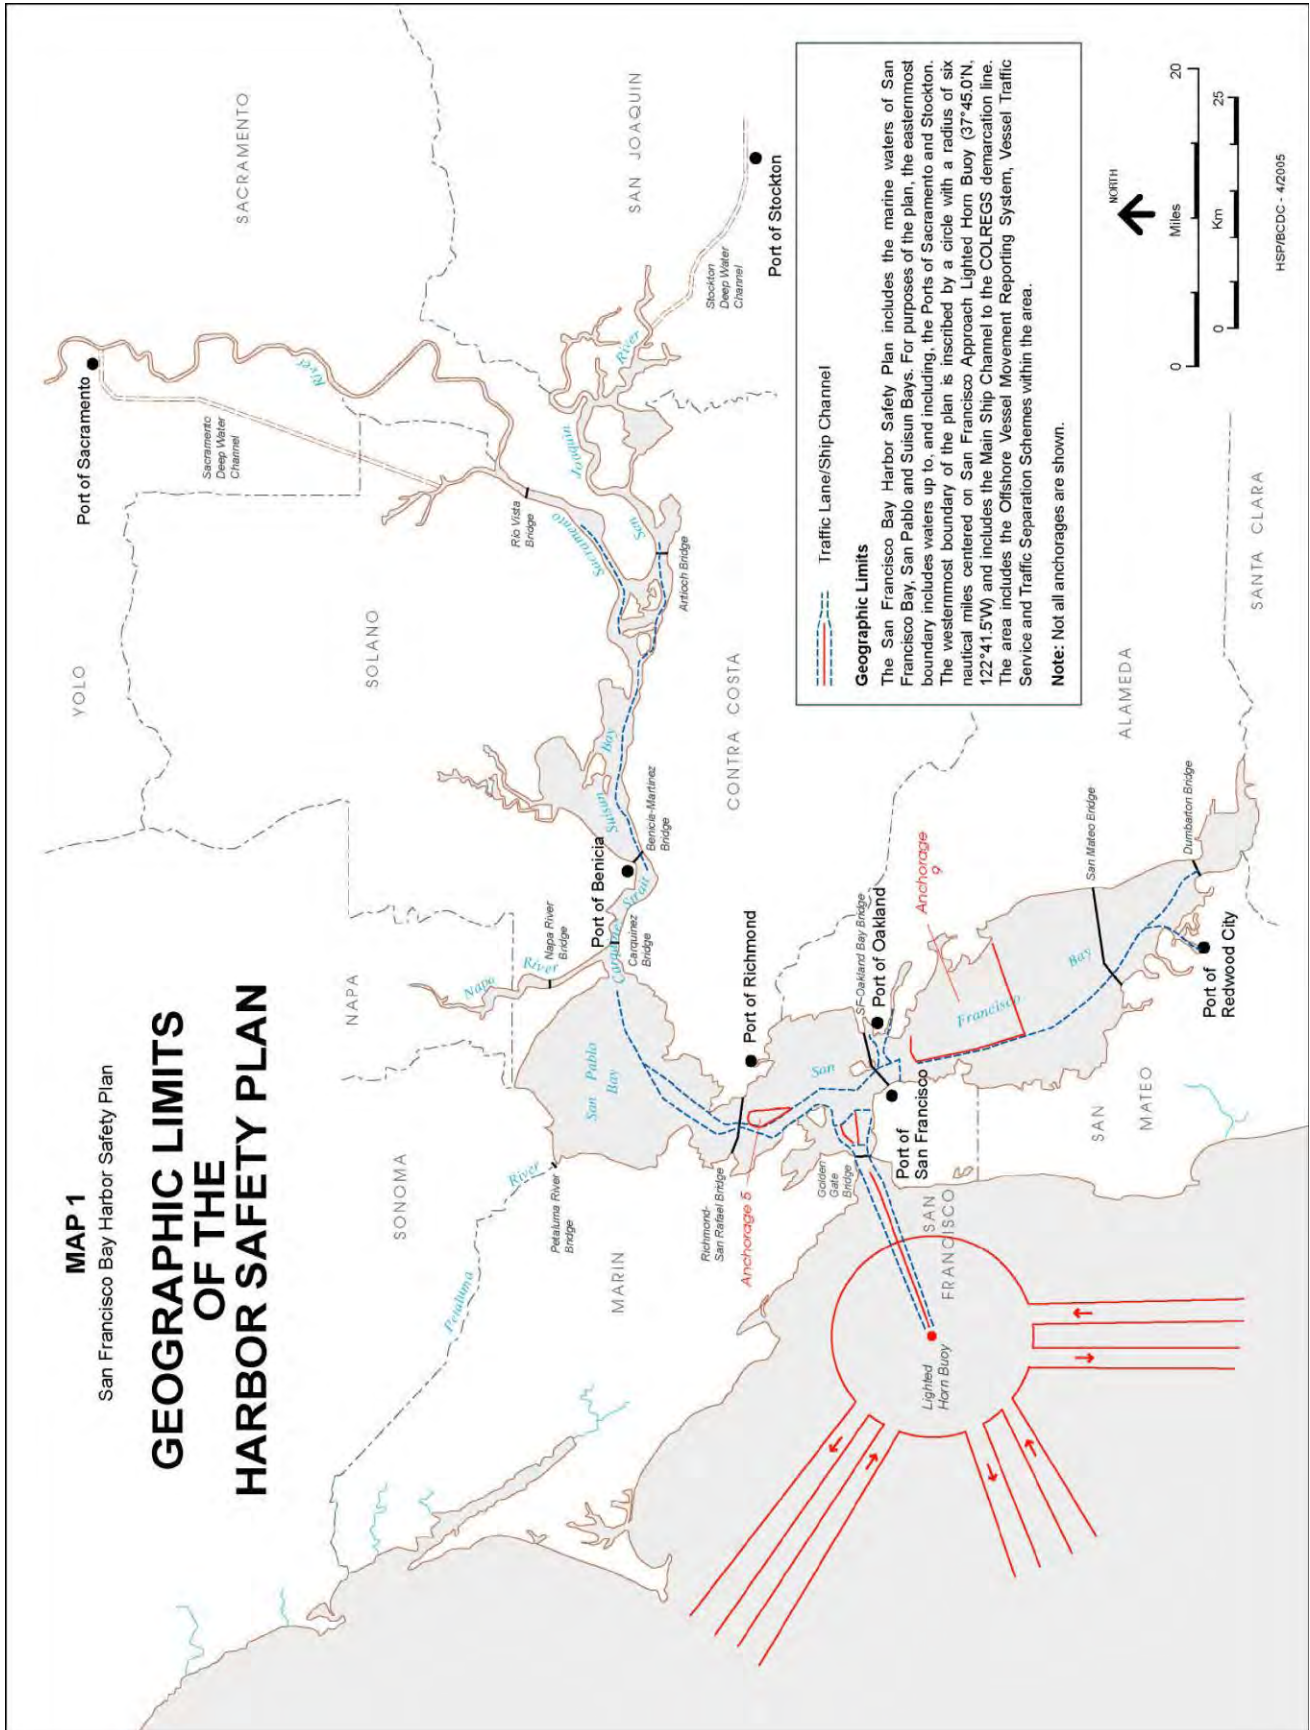 MAP 1
San Francisco Bay Harbor Safety Plan
GEOGRAPHIC LIMITS
OF THE
HARBOR SAFETY PLAN
YOLO
SACRAMENTO
Port of Sacramento
Sacramento
Deep Water
Channel
River
NAPA
SOLANO
SONOMA
Napa
River
Napa River
Bridge
Petaluma
River
Petaluma River
Bridge
Rio Vista
Bridge
Sacramento
Joaquin
San
River
SAN JOAQUIN
Stockton
Deep Water
Channel
Port of Stockton
Antioch Bridge
Suisun
Bay
Benicia-Martinez
Bridge
Port of Benicia
Carquinez
Strait
Carquinez
Bridge
San Pablo
Bay
MARIN
CONTRA COSTA
Port of Richmond
Richmond-
San Rafael Bridge
Anchorage 5
San
Golden
Gate
Bridge
SF-Oakland Bay Bridge
Port of Oakland
Port of
San Francisco
SAN
FRANCISCO
Lighted
Horn Buoy
Anchorage
9
Francisco
Bay
San Mateo Bridge
Dumbarton Bridge
ALAMEDA
SAN
MATEO
Port of
Redwood City
SANTA CLARA
Traffic Lane/Ship Channel
Geographic Limits
The San Francisco Bay Harbor Safety Plan includes the marine waters of San
Francisco Bay, San Pablo and Suisun Bays. For purposes of the plan, the easternmost
boundary includes waters up to, and including, the Ports of Sacramento and Stockton.
The westernmost boundary of the plan is inscribed by a circle with a radius of six
nautical miles centered on San Francisco Approach Lighted Horn Buoy (37°45.0'N,
122°41.5'W) and includes the Main Ship Channel to the COLREGS demarcation line.
The area includes the Offshore Vessel Movement Reporting System, Vessel Traffic
Service and Traffic Separation Schemes within the area.
Note: Not all anchorages are shown.
NORTH
0 Miles 20
0 Km 25
HSP/BCDC - 4/2005